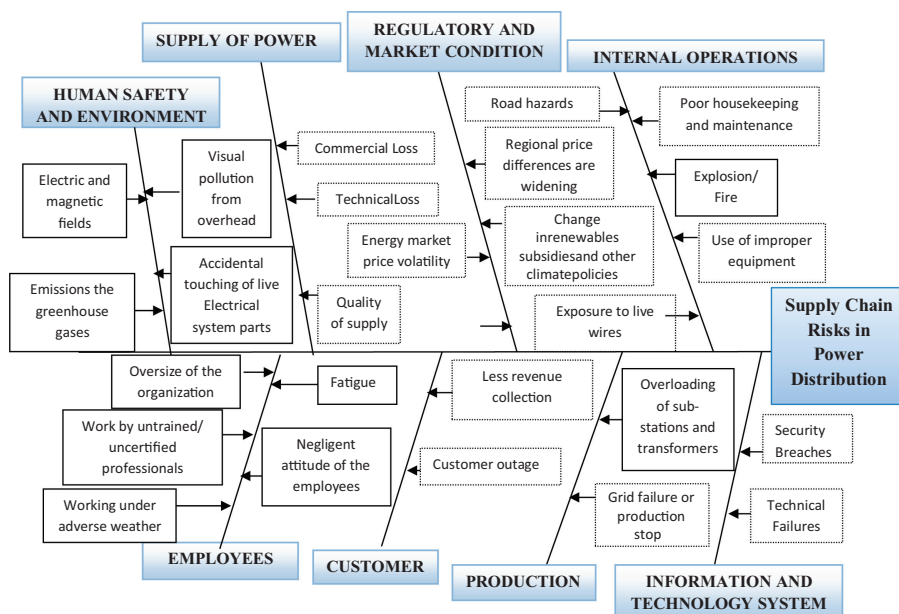 REGULATORY AND
MARKET CONDITION
SUPPLY OF POWER
INTERNAL OPERATIONS
HUMAN SAFETY
AND ENVIRONMENT
Electric and
magnetic
fields
Visual
pollution
from
overhead
Emissions the
greenhouse
gases
Accidental
touching of live
Electrical
system parts
Commercial Loss
TechnicalLoss
Quality
of supply
Road hazards
Regional price
differences are
widening
Energy market
price volatility
Change
inrenewables
subsidiesand other
climatepolicies
Exposure to live
wires
Poor housekeeping
and maintenance
Explosion/
Fire
Use of improper
equipment
Supply Chain
Risks in
Power
Distribution
Oversize of the
organization
Fatigue
Work by untrained/
uncertified
professionals
Negligent
attitude of the
employees
Working under
adverse weather
Less revenue
collection
Customer outage
Overloading
of sub-
stations and
transformers
Grid failure or
production
stop
Security
Breaches
Technical
Failures
EMPLOYEES
CUSTOMER
PRODUCTION
INFORMATION AND
TECHNOLOGY SYSTEM